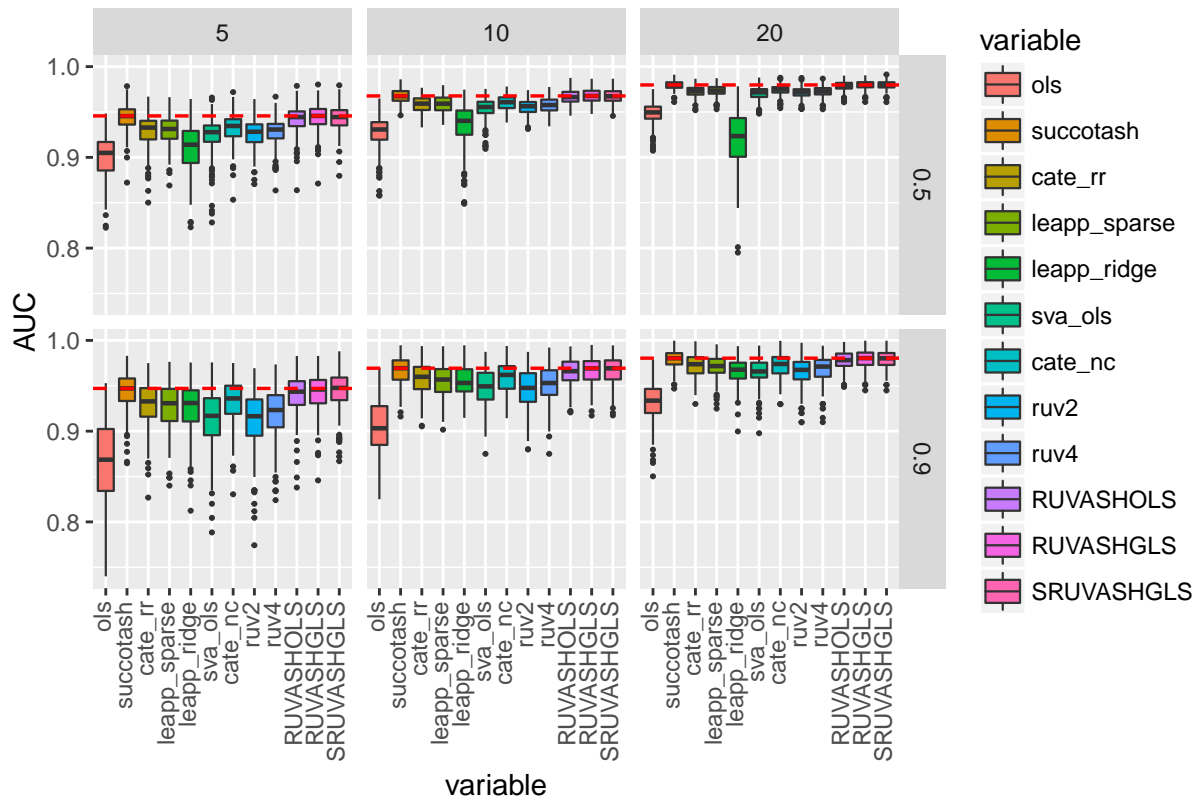 5
10
20
1.0
0.9
0.8
0.5
1.0
0.9
0.8
0.9
AUC
ols
succotash
cate_rr
leapp_sparse
leapp_ridge
sva_ols
cate_nc
ruv2
ruv4
RUVASHOLS
RUVASHGLS
SRUVASHGLS
ols
succotash
cate_rr
leapp_sparse
leapp_ridge
sva_ols
cate_nc
ruv2
ruv4
RUVASHOLS
RUVASHGLS
SRUVASHGLS
ols
succotash
cate_rr
leapp_sparse
leapp_ridge
sva_ols
cate_nc
ruv2
ruv4
RUVASHOLS
RUVASHGLS
SRUVASHGLS
variable
variable
ols
succotash
cate_rr
leapp_sparse
leapp_ridge
sva_ols
cate_nc
ruv2
ruv4
RUVASHOLS
RUVASHGLS
SRUVASHGLS